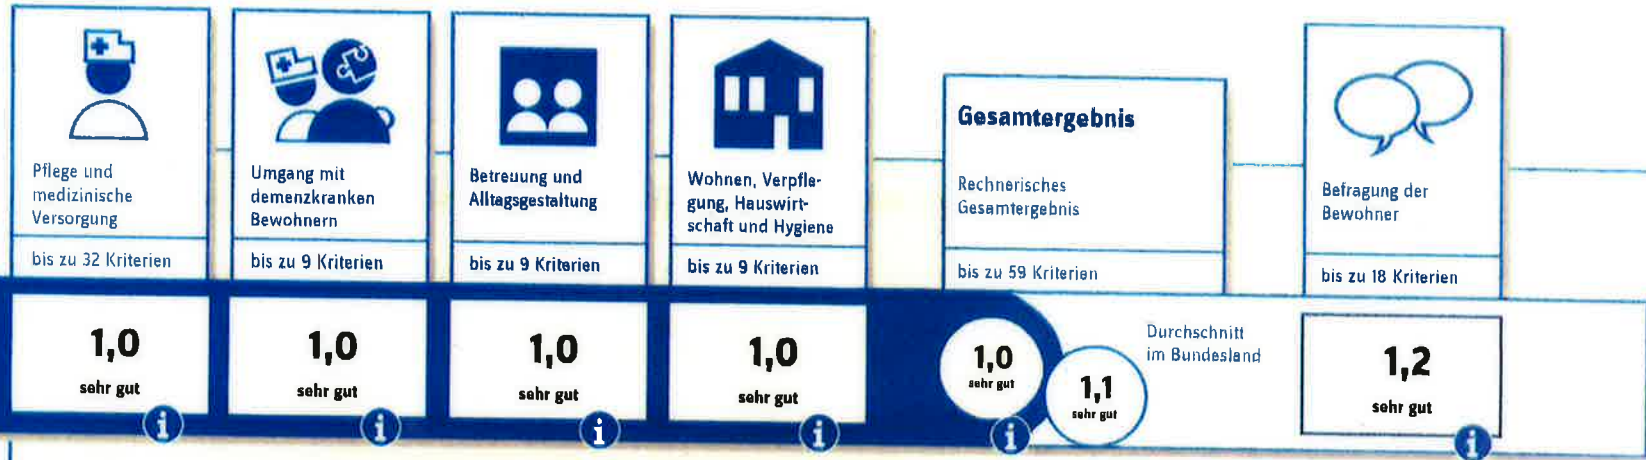 Pflege und
medizinische
Versorgung
bis zu 32 Kriterien
1,0
sehr gut
i
Umgang mit
demenzkranken
Bewohnern
bis zu 9 Kriterien
1,0
sehr gut
i
Betreuung und
Alltagsgestaltung
bis zu 9 Kriterien
1,0
sehr gut
i
Wohnen, Verpfle-
gung, Hauswirt-
schaft und Hygiene
bis zu 9 Kriterien
1,0
sehr gut
i
Gesamtergebnis
Rechnerisches
Gesamtergebnis
bis zu 59 Kriterien
1,0
sehr gut
i
1,1
sehr gut
Durchschnitt
im Bundesland
Befragung der
Bewohner
bis zu 18 Kriterien
1,2
sehr gut
i